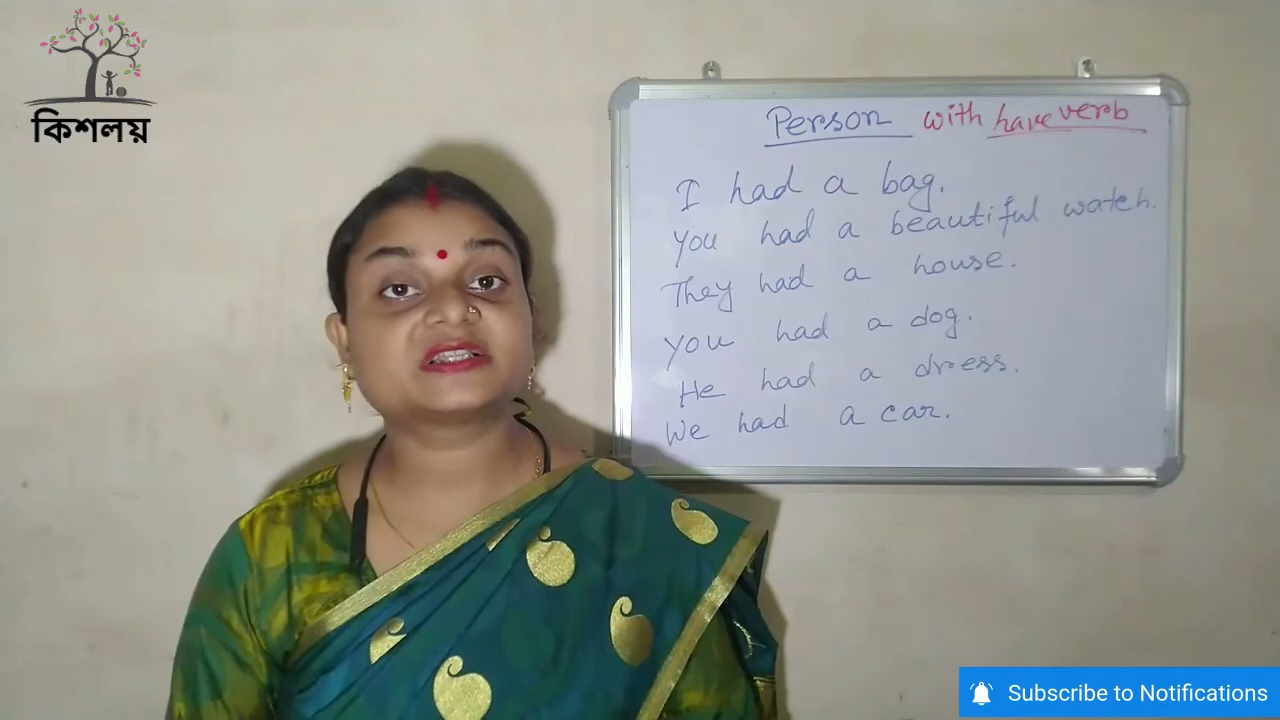 কিশলয়
Person with have verb
I had a bag.
You had a beautiful watch.
They had a house.
You had a dog.
He had a dress.
We had a car.
Subscribe to Notifications